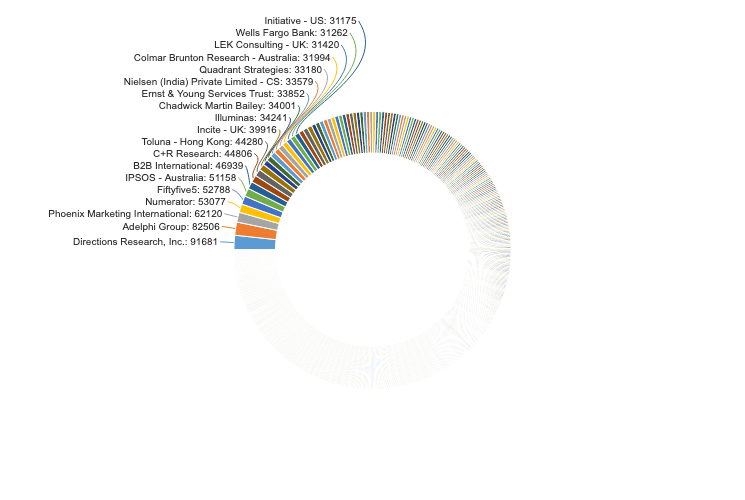 Initiative - US: 31175
Wells Fargo Bank: 31262
LEK Consulting - UK: 31420
Colmar Brunton Research - Australia: 31994
Quadrant Strategies: 33180
Nielsen (India) Private Limited - CS: 33579
Ernst & Young Services Trust: 33852
Chadwick Martin Bailey: 34001
Illuminas: 34241
Incite - UK: 39916
Toluna - Hong Kong: 44280
C+R Research: 44806
B2B International: 46939
IPSOS - Australia: 51158
Fiftyfive5: 52788
Numerator: 53077
Phoenix Marketing International: 62120
Adelphi Group: 82506
Directions Research, Inc.: 91681